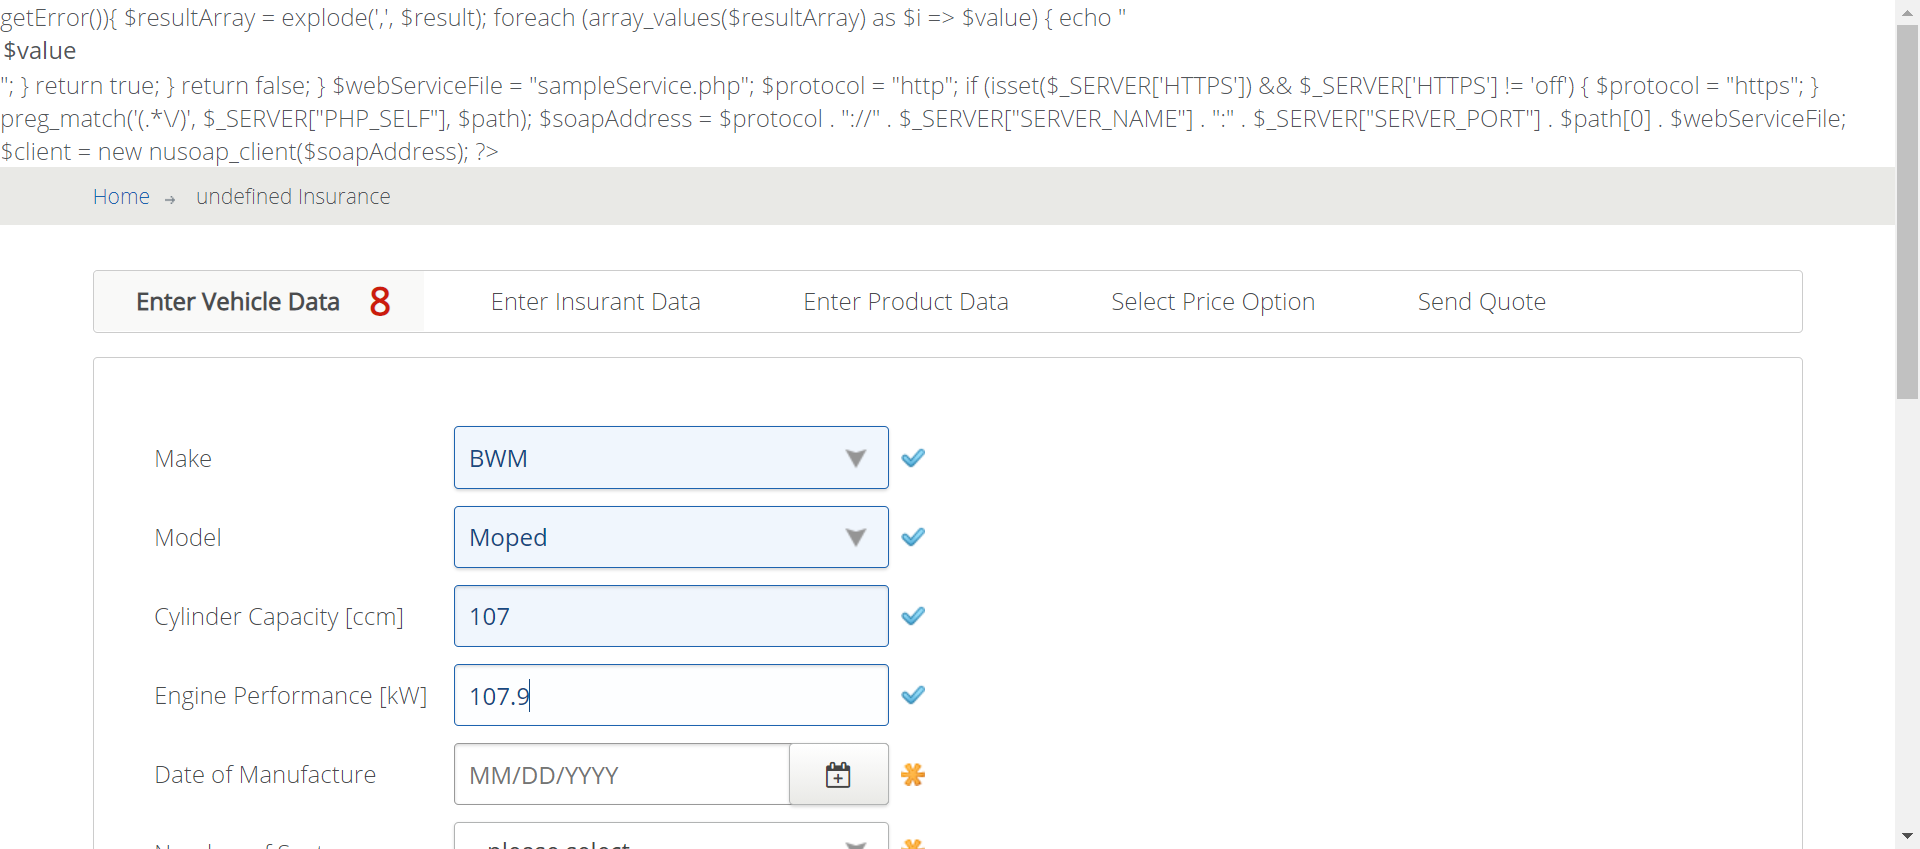 getError()){ $resultArray = explode(',', $result); foreach (array_values($resultArray) as $i => $value) { echo "
$value
"; } return true; } return false; } $webServiceFile = "sampleService.php"; $protocol = "http"; if (isset($_SERVER['HTTPS']) && $_SERVER['HTTPS'] != 'off') { $protocol = "https"; }
preg_match('(.*\/)', $_SERVER["PHP_SELF"], $path); $soapAddress = $protocol . "://" . $_SERVER["SERVER_NAME"] . ":" . $_SERVER["SERVER_PORT"] . $path[0] . $webServiceFile;
$client = new nusoap_client($soapAddress); ?>
Home → undefined Insurance
Enter Vehicle Data 8 Enter Insurant Data Enter Product Data Select Price Option Send Quote
Make BWM
Model Moped
Cylinder Capacity [ccm] 107
Engine Performance [kW] 107.9
Date of Manufacture MM/DD/YYYY
please select